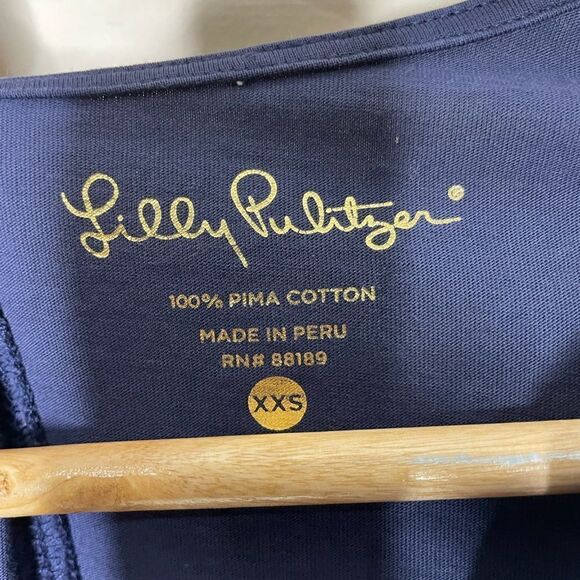 Lilly Pulitzer®
100% PIMA COTTON
MADE IN PERU
RN# 88189
XXS